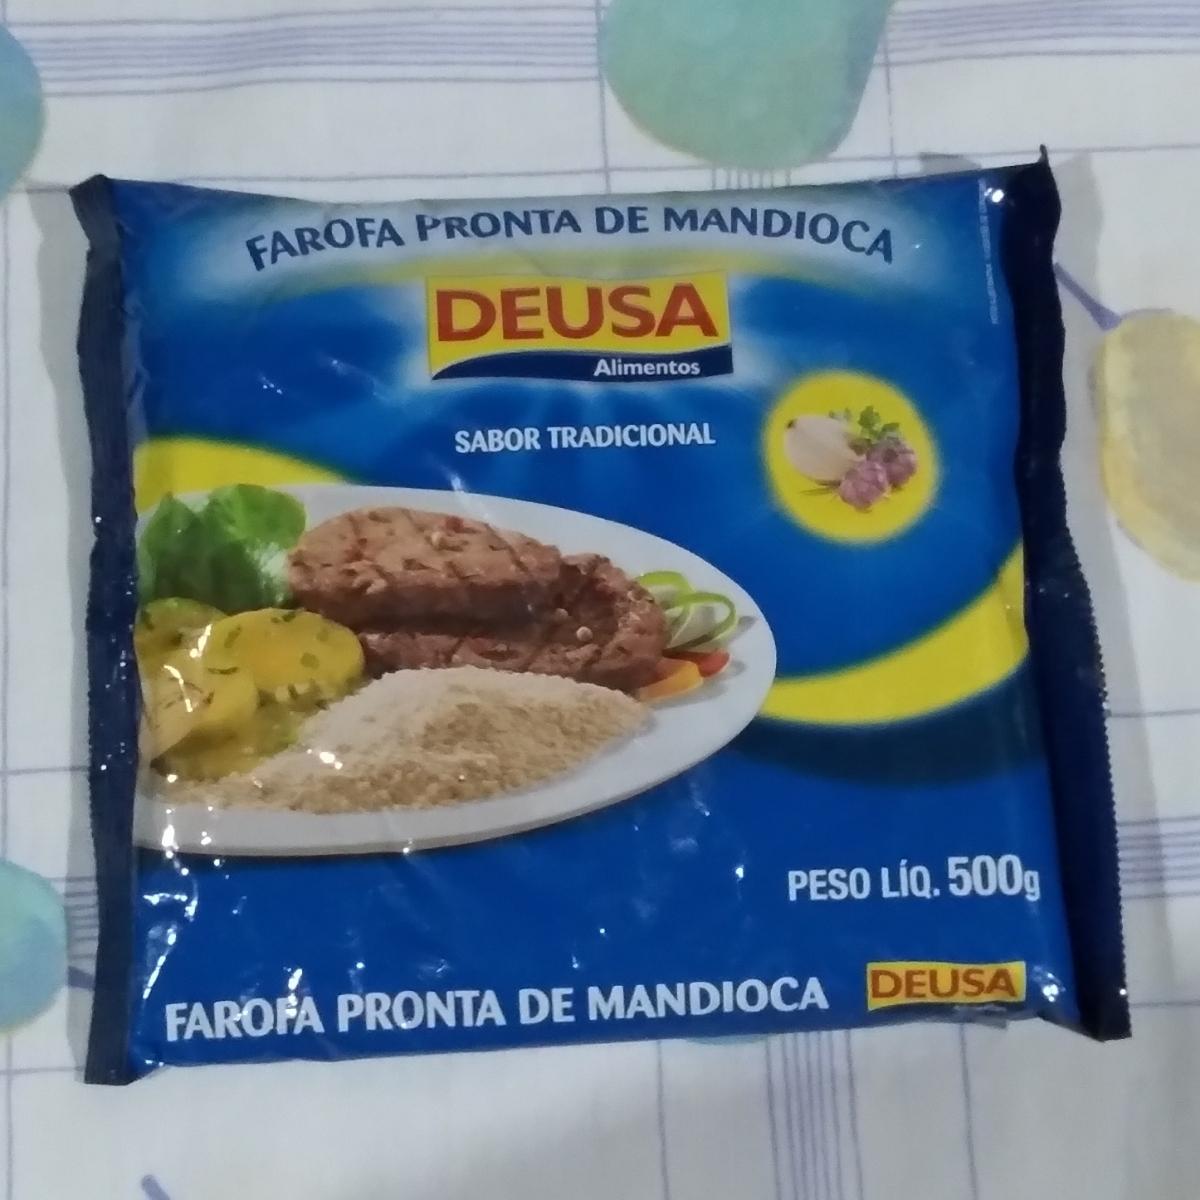 FAROFA PRONTA DE MANDIOCA
DEUSA
Alimentos
SABOR TRADICIONAL
PESO LÍQ. 500g
FAROFA PRONTA DE MANDIOCA
DEUSA